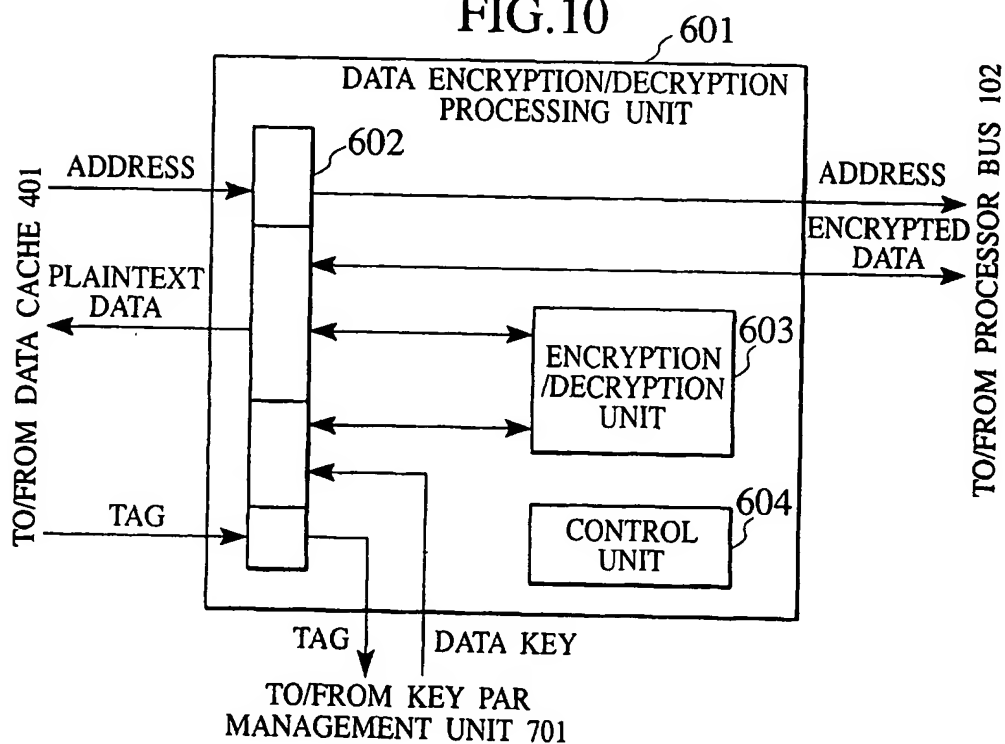 FIG.10
601
DATA ENCRYPTION/DECRYPTION
PROCESSING UNIT
602
ADDRESS
ADDRESS
ENCRYPTED
DATA
PLAINTEXT
DATA
603
ENCRYPTION
/DECRYPTION
UNIT
604
CONTROL
UNIT
TAG
TAG
DATA KEY
TO/FROM KEY PAR
MANAGEMENT UNIT 701
TO/FROM DATA CACHE 401
TO/FROM PROCESSOR BUS 102